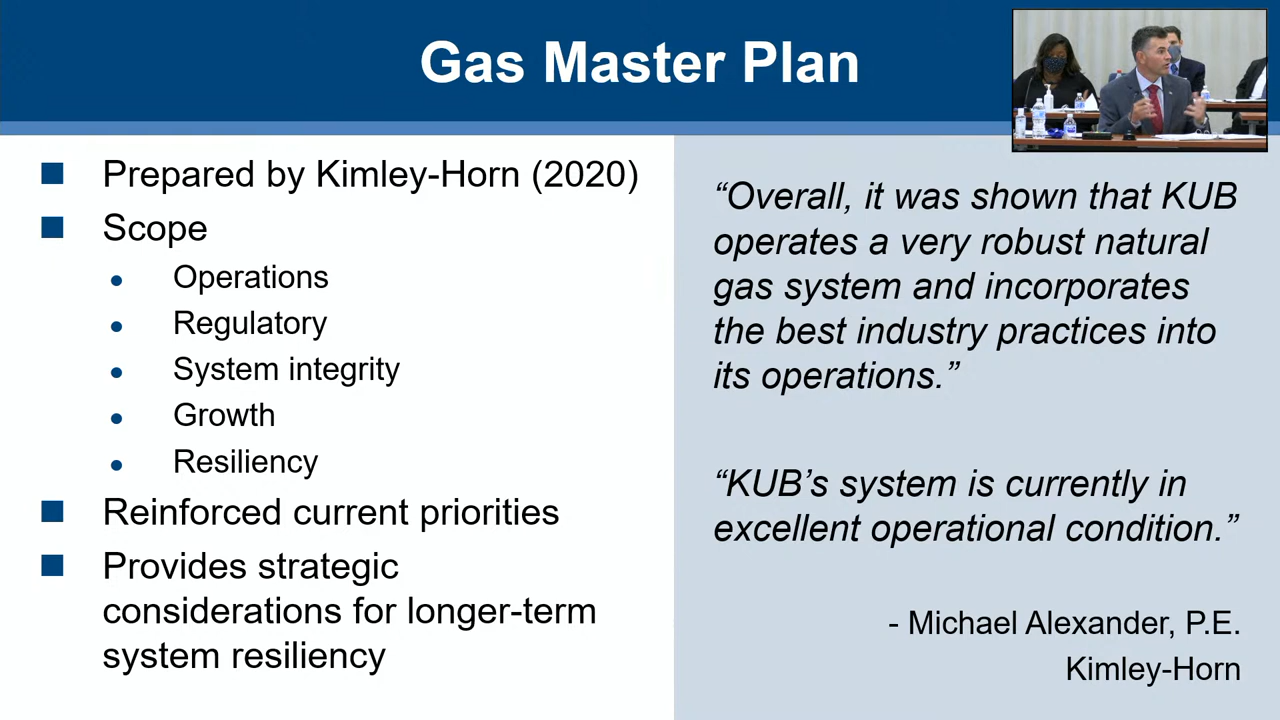 Gas Master Plan
Prepared by Kimley-Horn (2020)
Scope
Operations
Regulatory
System integrity
Growth
Resiliency
Reinforced current priorities
Provides strategic
considerations for longer-term
system resiliency
“Overall, it was shown that KUB
operates a very robust natural
gas system and incorporates
the best industry practices into
its operations.”
“KUB’s system is currently in
excellent operational condition.”
- Michael Alexander, P.E.
Kimley-Horn